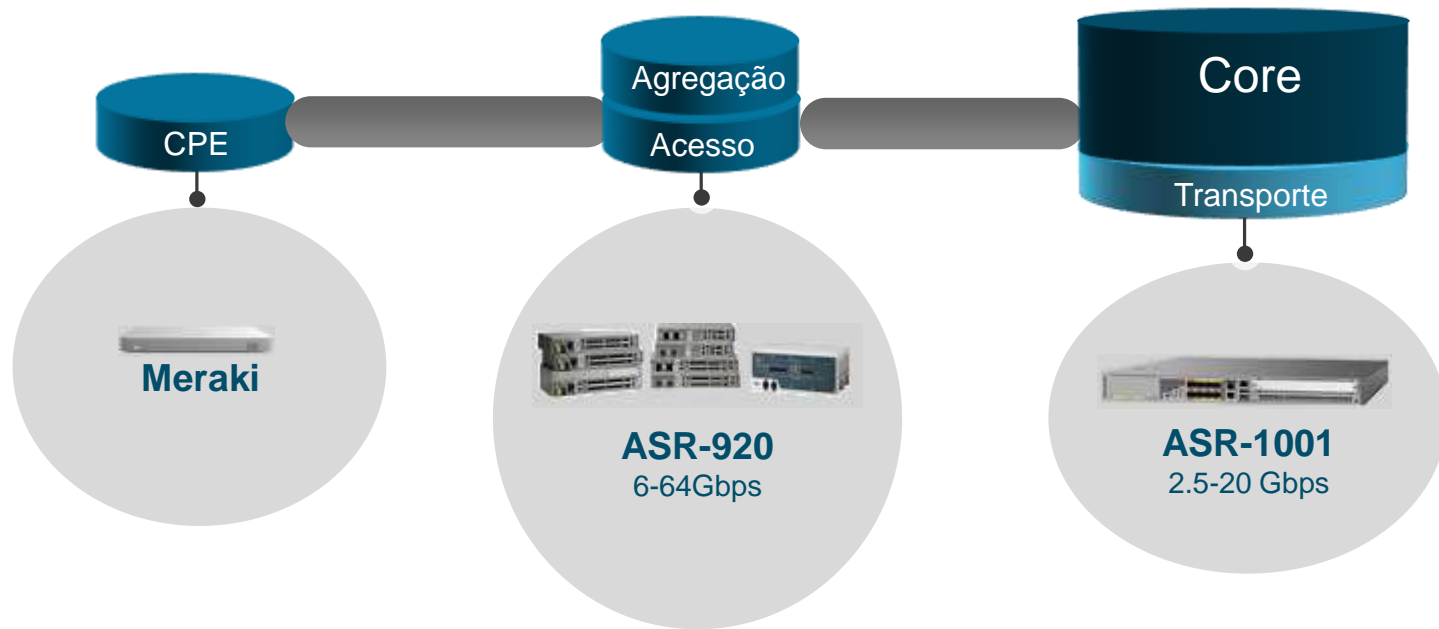 CPE
Agregação
Acesso
Core
Transporte
Meraki
ASR-920
6-64Gbps
ASR-1001
2.5-20 Gbps